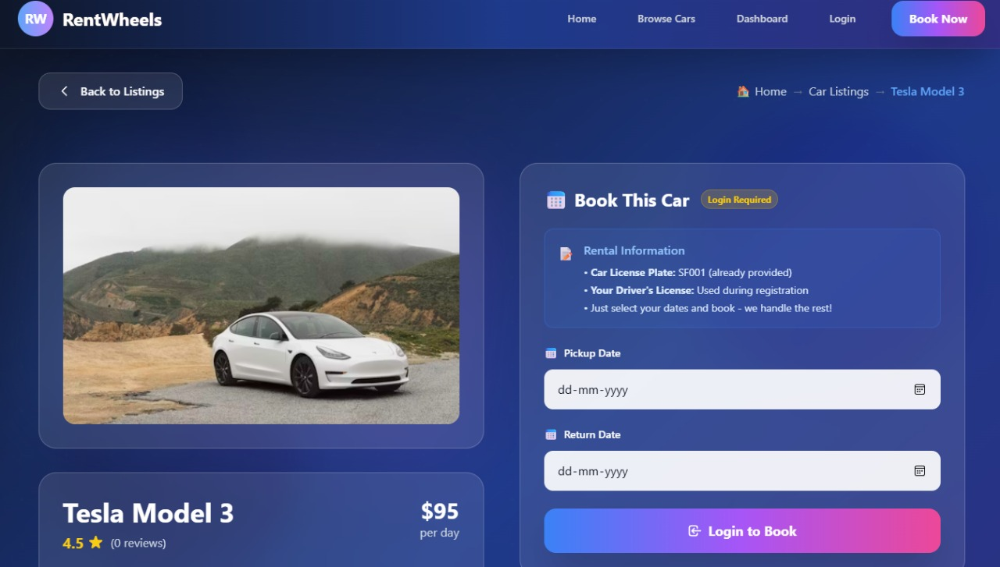 RW RentWheels Home Browse Cars Dashboard Login Book Now
Back to Listings
Home → Car Listings → Tesla Model 3
Book This Car Login Required
Rental Information
• Car License Plate: SF001 (already provided)
• Your Driver's License: Used during registration
• Just select your dates and book - we handle the rest!
Pickup Date
dd-mm-yyyy
Return Date
dd-mm-yyyy
Login to Book
Tesla Model 3
4.5 ★ (0 reviews)
$95
per day